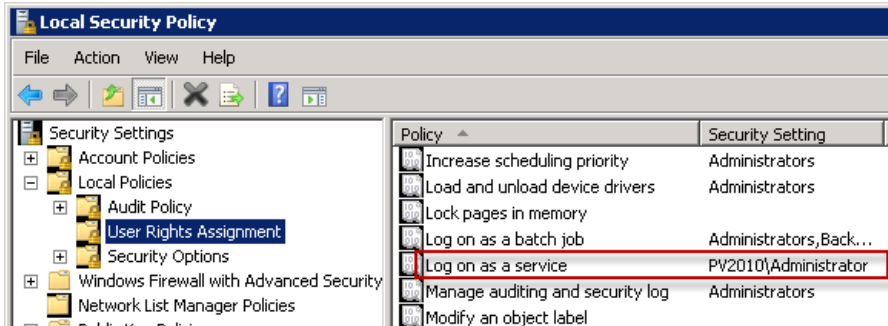 Local Security Policy
File Action View Help
Security Settings
Account Policies
Local Policies
Audit Policy
User Rights Assignment
Security Options
Windows Firewall with Advanced Security
Network List Manager Policies
Policy Security Setting
Increase scheduling priority Administrators
Load and unload device drivers Administrators
Lock pages in memory
Log on as a batch job Administrators,Back...
Log on as a service PV2010\Administrator
Manage auditing and security log Administrators
Modify an object label